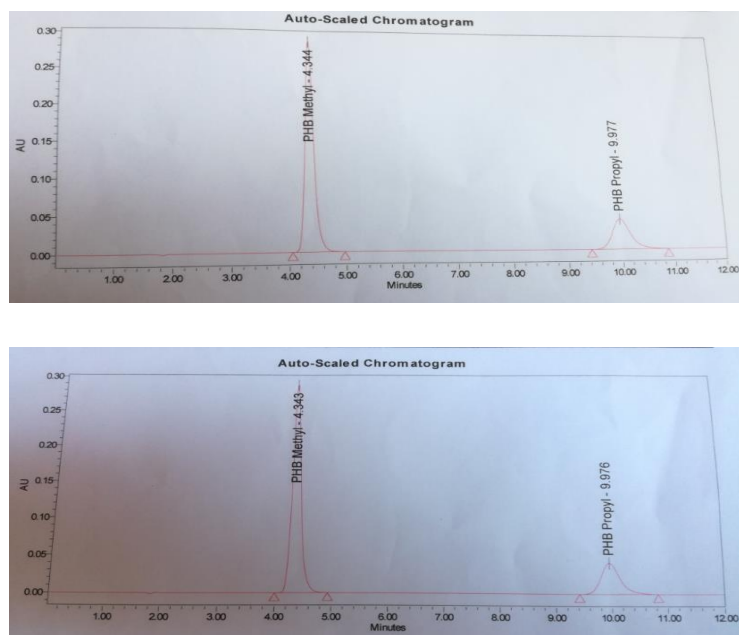 Auto-Scaled Chromatogram
0.30
0.25
0.20
0.15
0.10
0.05
0.00
AU
PHB Methyl - 4.344
PHB Propyl - 9.977
1.00 2.00 3.00 4.00 5.00 6.00 7.00 8.00 9.00 10.00 11.00 12.00
Minutes
Auto-Scaled Chromatogram
0.30
0.25
0.20
0.15
0.10
0.05
0.00
AU
PHB Methyl - 4.343
PHB Propyl - 9.976
1.00 2.00 3.00 4.00 5.00 6.00 7.00 8.00 9.00 10.00 11.00 12.00
Minutes